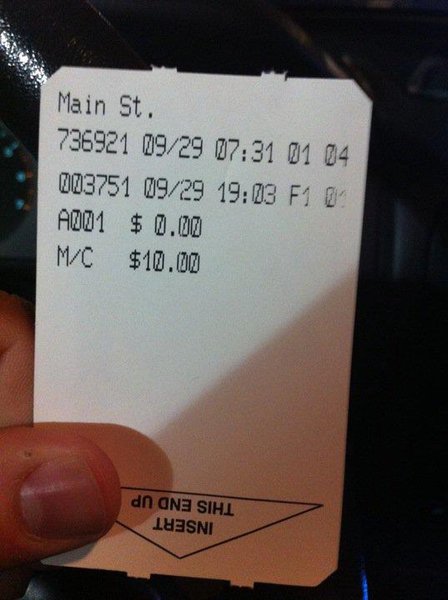 Main St.
736921 09/29 07:31 01 04
003751 09/29 19:03 F1 01
A001 $ 0.00
M/C $10.00
INSERT
THIS END UP